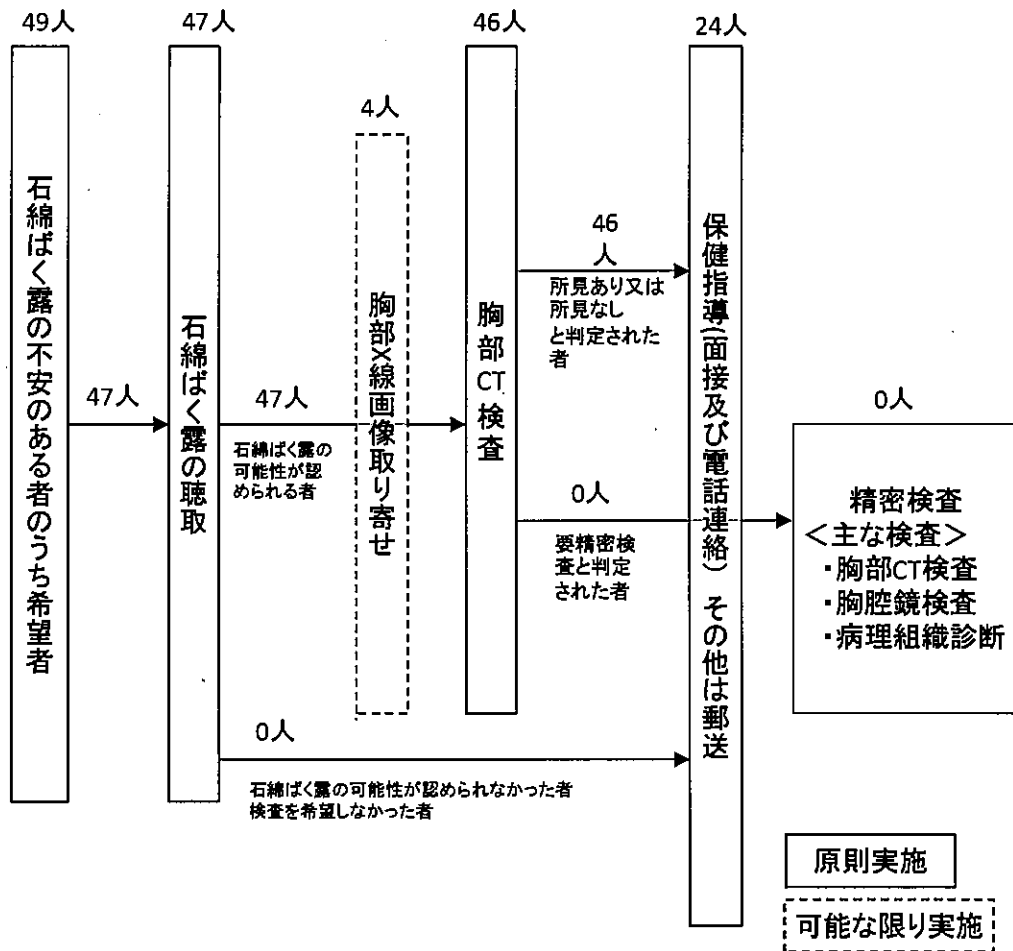 49人
47人
46人
24人
4人
石綿ばく露の不安のある者のうち希望者
47人
石綿ばく露の聴取
47人
石綿ばく露の
可能性が認
められる者
胸部X線画像取り寄せ
胸部CT検査
46
人
所見あり又は
所見なし
と判定された
者
0人
要精密検
査と判定
された者
保健指導(面接及び電話連絡) その他は郵送
0人
精密検査
＜主な検査＞
・胸部CT検査
・胸腔鏡検査
・病理組織診断
0人
石綿ばく露の可能性が認められなかった者
検査を希望しなかった者
原則実施
可能な限り実施